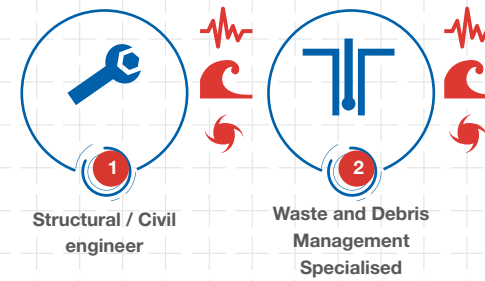 1
Structural / Civil
engineer
2
Waste and Debris
Management
Specialised